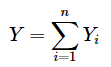 Y = \sum_{i=1}^{n} Y_i